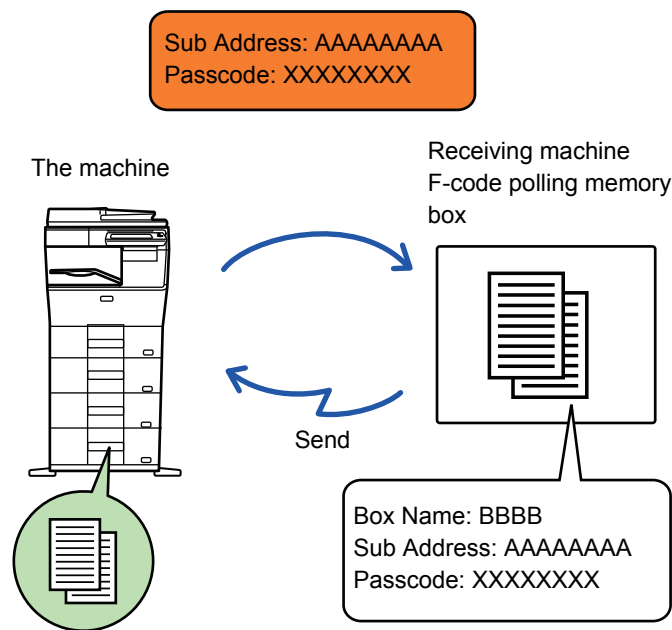 Sub Address: AAAAAAAA
Passcode: XXXXXXXX
The machine
Receiving machine
F-code polling memory
box
Send
Box Name: BBBB
Sub Address: AAAAAAAA
Passcode: XXXXXXXX